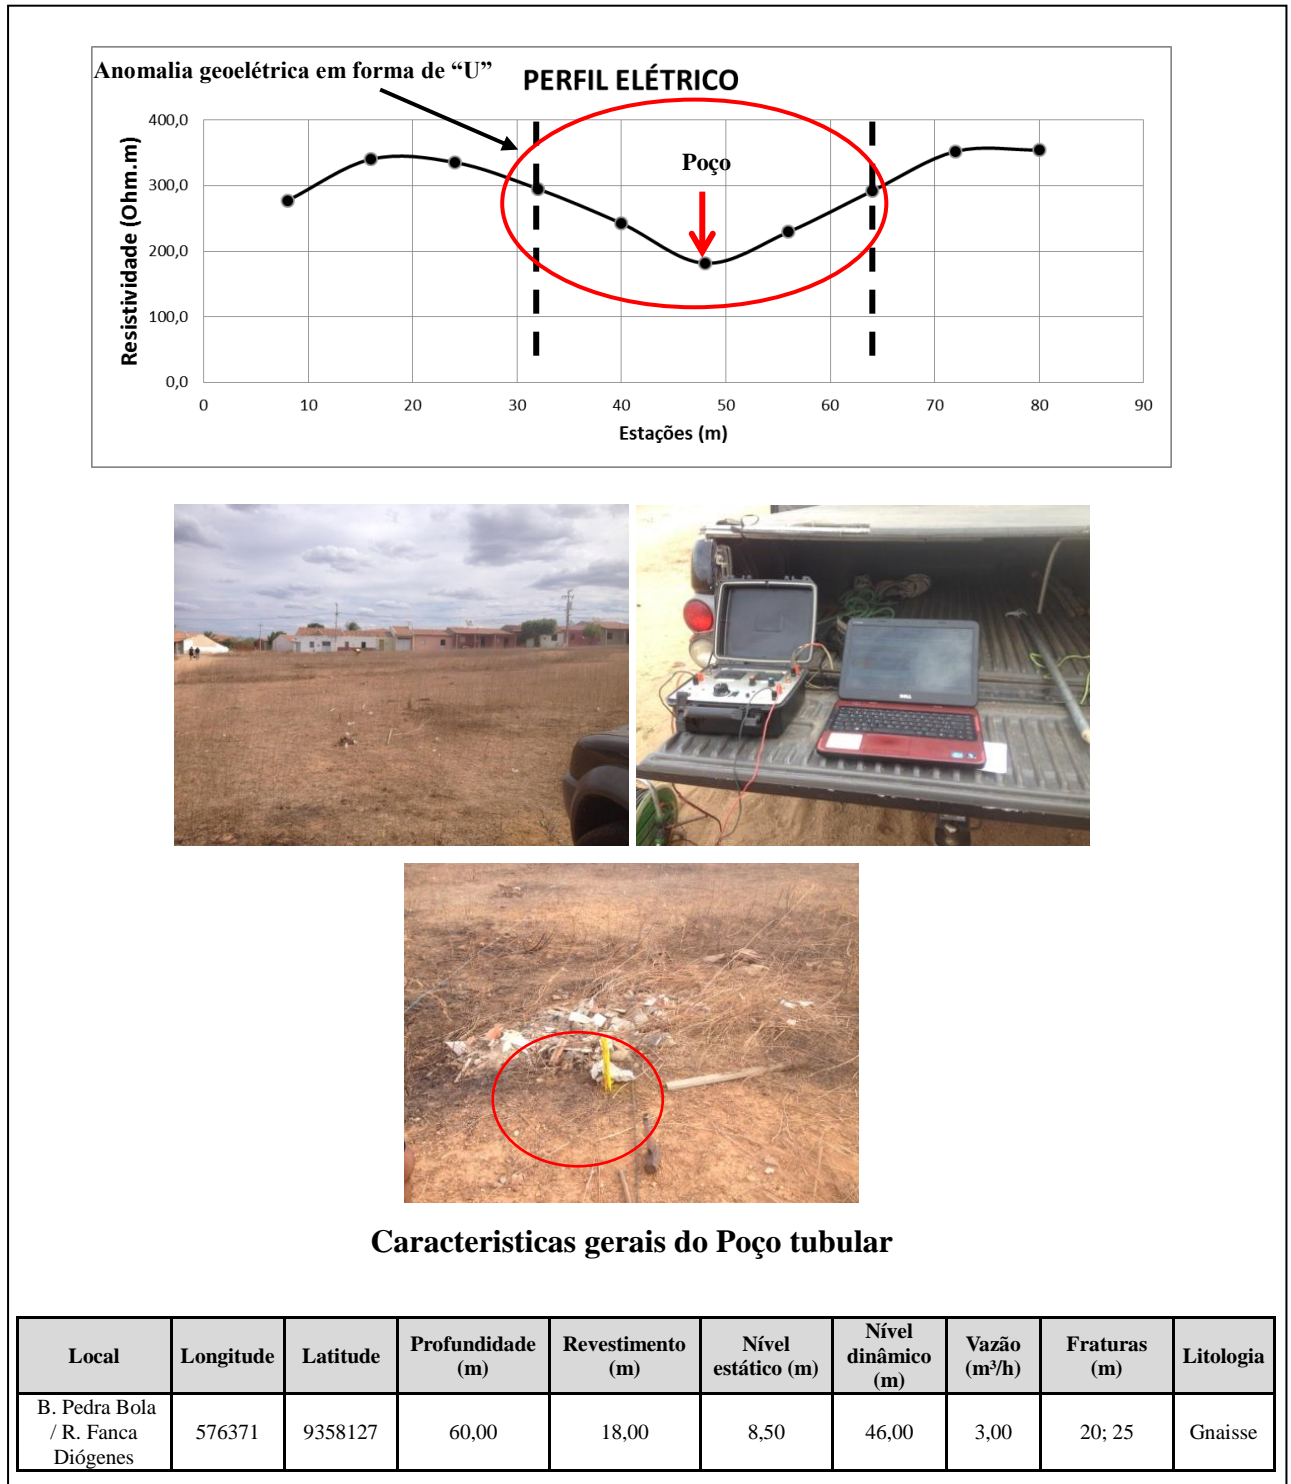 Anomalia geoelétrica em forma de “U”
PERFIL ELÉTRICO
Poço
Resistividade (Ohm.m)
400,0
300,0
200,0
100,0
0,0
0 10 20 30 40 50 60 70 80 90
Estações (m)
DELL
Caracteristicas gerais do Poço tubular
Local Longitude Latitude Profundidade (m) Revestimento (m) Nível estático (m) Nível dinâmico (m) Vazão (m³/h) Fraturas (m) Litologia
B. Pedra Bola / R. Fanca Diógenes 576371 9358127 60,00 18,00 8,50 46,00 3,00 20; 25 Gnaisse